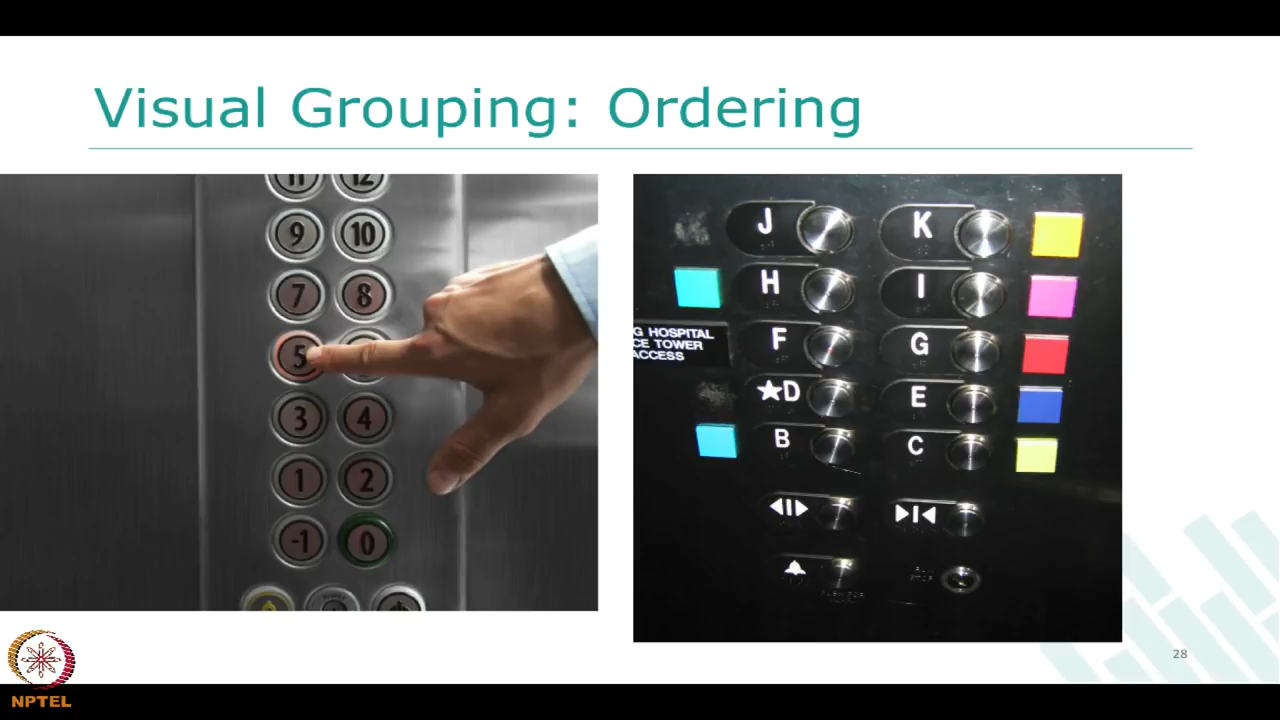 Visual Grouping: Ordering
11 12
9 10
7 8
5
3 4
1 2
-1 0
J K
H I
G HOSPITAL
CE TOWER
ACCESS
F G
★D E
B C
28
NPTEL